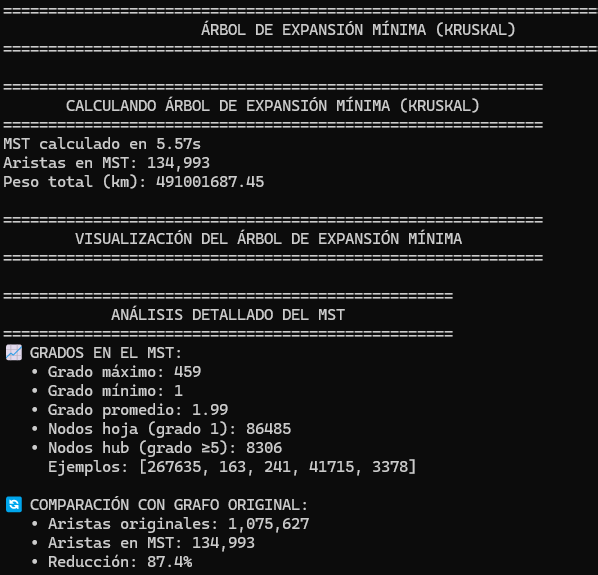 ==================================================================
ÁRBOL DE EXPANSIÓN MÍNIMA (KRUSKAL)
==================================================================
============================================================
CALCULANDO ÁRBOL DE EXPANSIÓN MÍNIMA (KRUSKAL)
============================================================
MST calculado en 5.57s
Aristas en MST: 134,993
Peso total (km): 491001687.45
============================================================
VISUALIZACIÓN DEL ÁRBOL DE EXPANSIÓN MÍNIMA
============================================================
==================================================
ANÁLISIS DETALLADO DEL MST
==================================================
📈 GRADOS EN EL MST:
• Grado máximo: 459
• Grado mínimo: 1
• Grado promedio: 1.99
• Nodos hoja (grado 1): 86485
• Nodos hub (grado ≥5): 8306
Ejemplos: [267635, 163, 241, 41715, 3378]
🔄 COMPARACIÓN CON GRAFO ORIGINAL:
• Aristas originales: 1,075,627
• Aristas en MST: 134,993
• Reducción: 87.4%